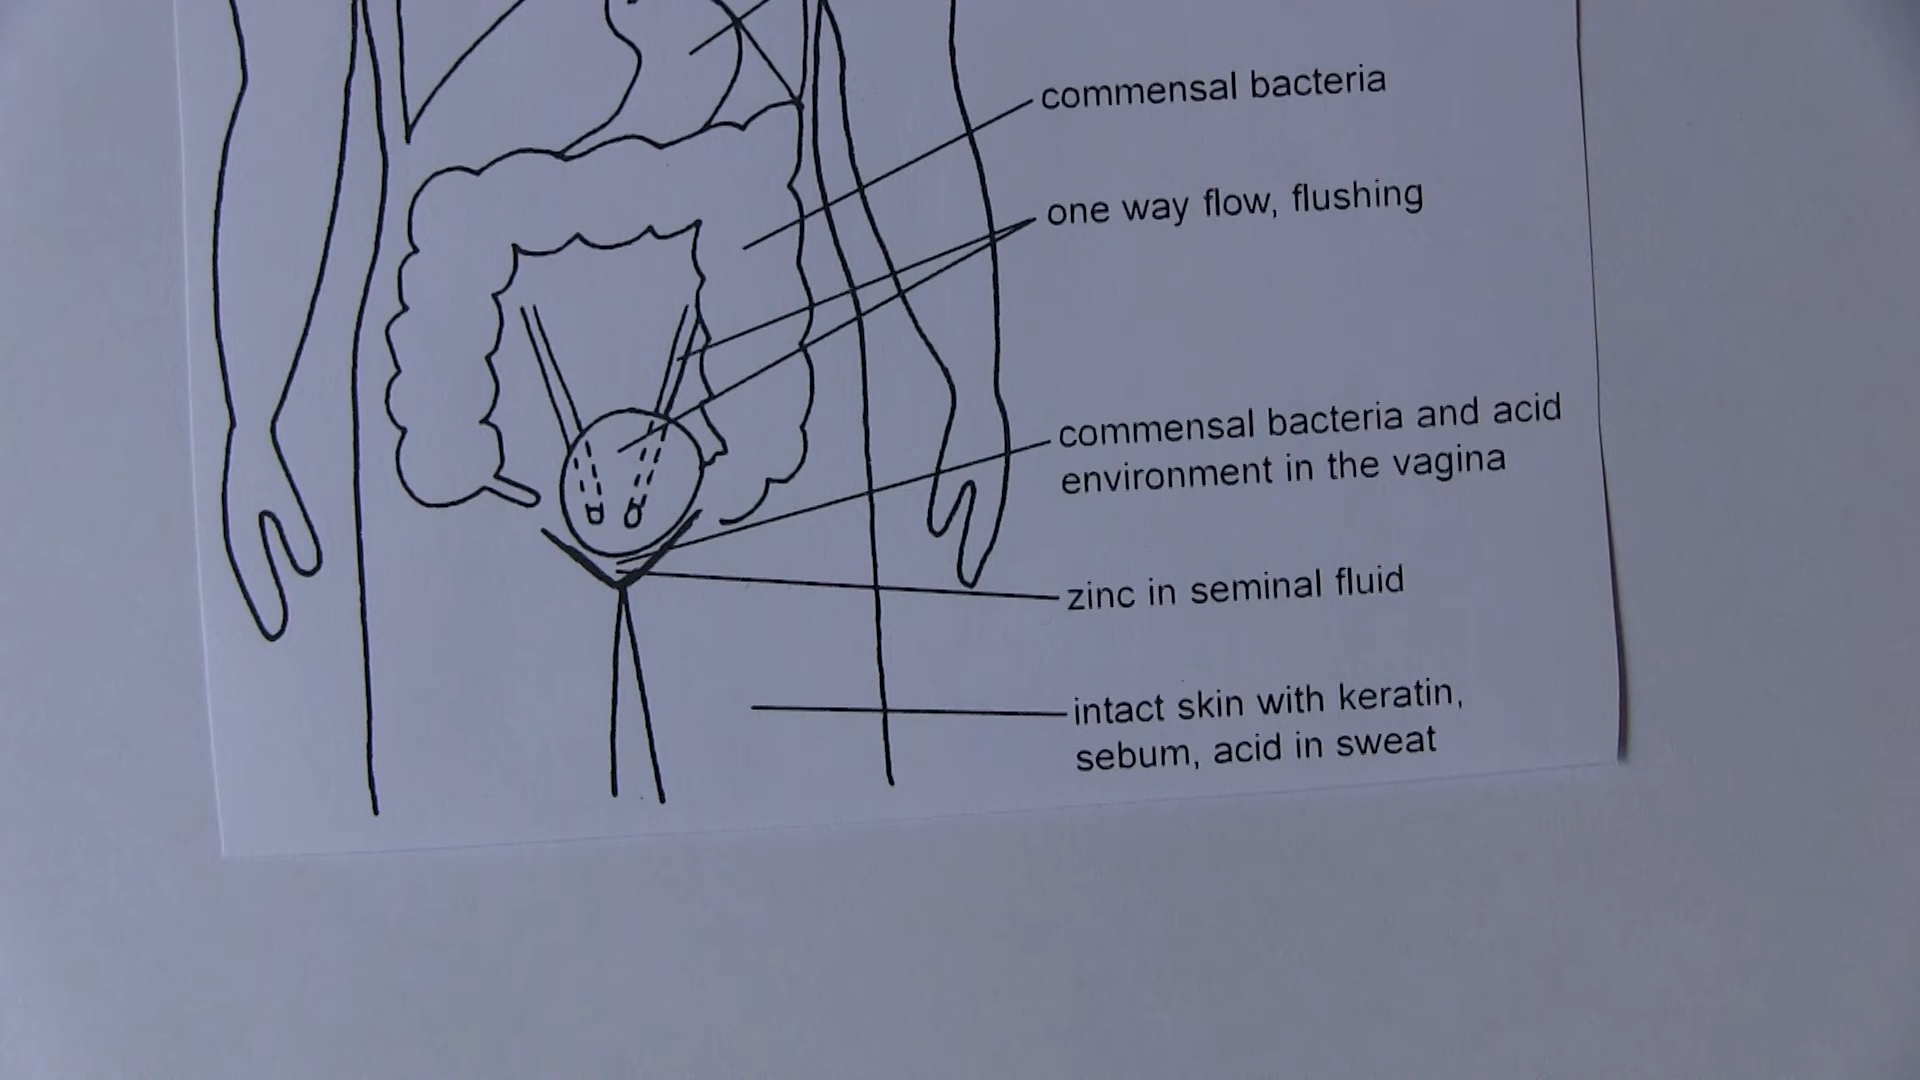 commensal bacteria
one way flow, flushing
commensal bacteria and acid
environment in the vagina
zinc in seminal fluid
intact skin with keratin,
sebum, acid in sweat